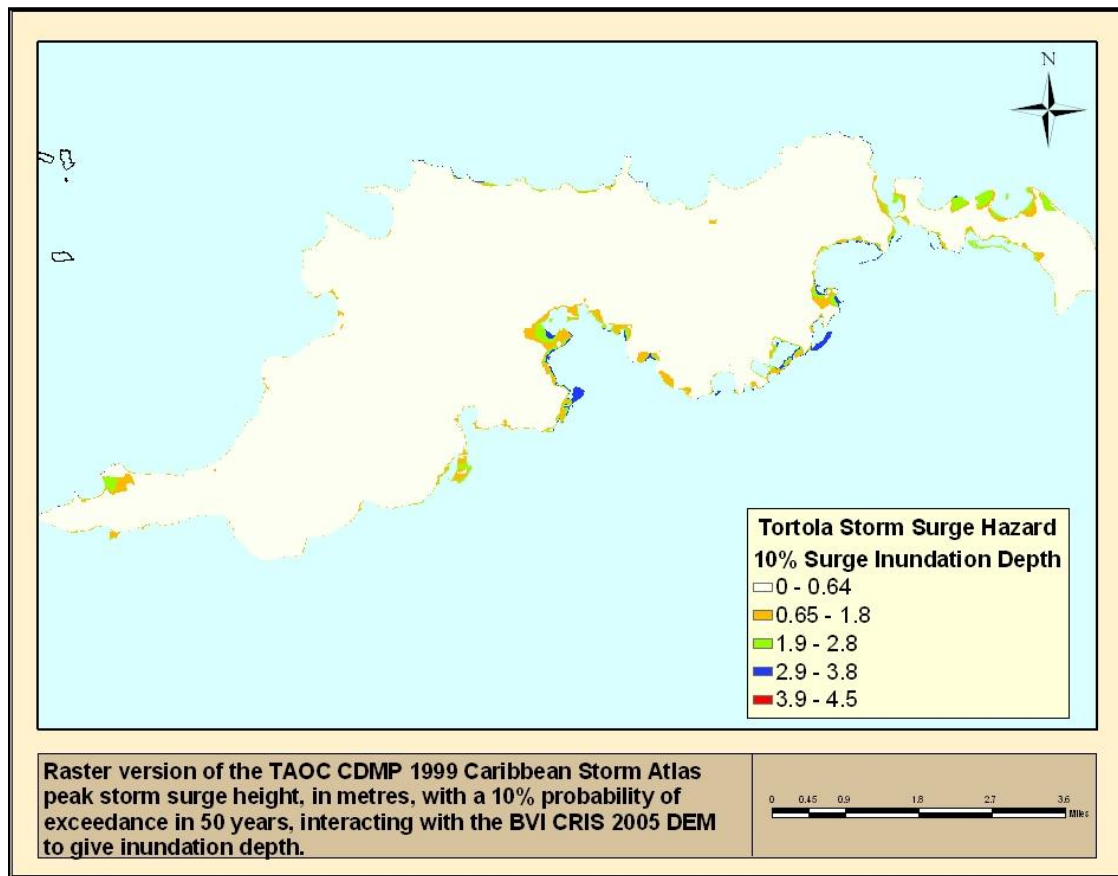 N
Tortola Storm Surge Hazard
10% Surge Inundation Depth
0 - 0.64
0.65 - 1.8
1.9 - 2.8
2.9 - 3.8
3.9 - 4.5
Raster version of the TAOC CDMP 1999 Caribbean Storm Atlas
peak storm surge height, in metres, with a 10% probability of
exceedance in 50 years, interacting with the BVI CRIS 2005 DEM
to give inundation depth.
0 0.45 0.9 1.8 2.7 3.6
Miles